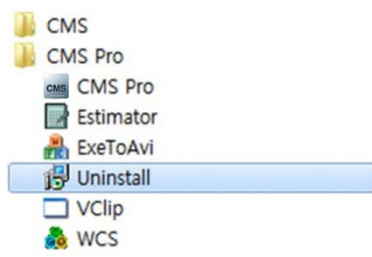 CMS
CMS Pro
CMS CMS Pro
Estimator
ExeToAvi
Uninstall
VClip
WCS